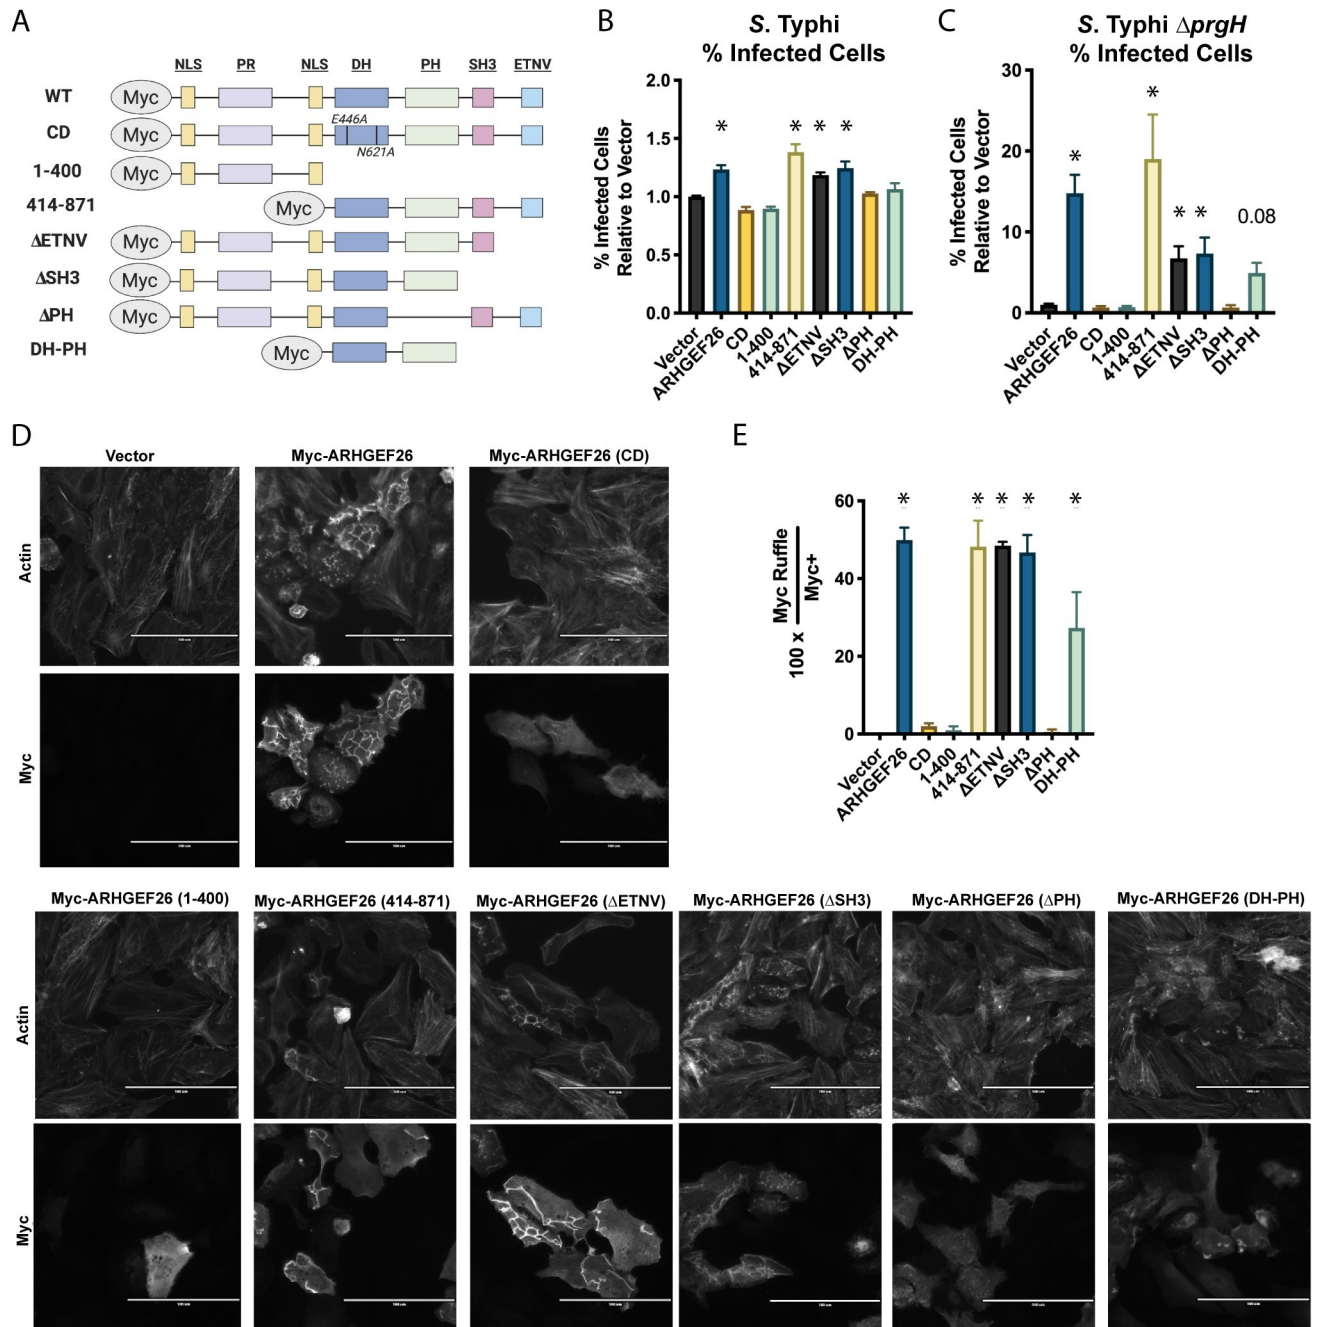 A
NLS PR NLS DH PH SH3 ETNV
WT Myc
CD Myc E446A N621A
1-400 Myc
414-871 Myc
ΔETNV Myc
ΔSH3 Myc
ΔPH Myc
DH-PH Myc
B
S. Typhi
% Infected Cells
% Infected Cells
Relative to Vector
2.0
1.5
1.0
0.5
0.0
* * * *
Vector ARHGEF26 CD 1-400 414-871 ΔETNV ΔSH3 ΔPH DH-PH
C
S. Typhi ΔprgH
% Infected Cells
% Infected Cells
Relative to Vector
30
20
10
0
* * * * 0.08
Vector ARHGEF26 CD 1-400 414-871 ΔETNV ΔSH3 ΔPH DH-PH
D
Vector Myc-ARHGEF26 Myc-ARHGEF26 (CD)
Actin
Myc
E
100 x Myc Ruffle
Myc+
60
40
20
0
* * * * *
Vector ARHGEF26 CD 1-400 414-871 ΔETNV ΔSH3 ΔPH DH-PH
Myc-ARHGEF26 (1-400) Myc-ARHGEF26 (414-871) Myc-ARHGEF26 (ΔETNV) Myc-ARHGEF26 (ΔSH3) Myc-ARHGEF26 (ΔPH) Myc-ARHGEF26 (DH-PH)
Actin
Myc